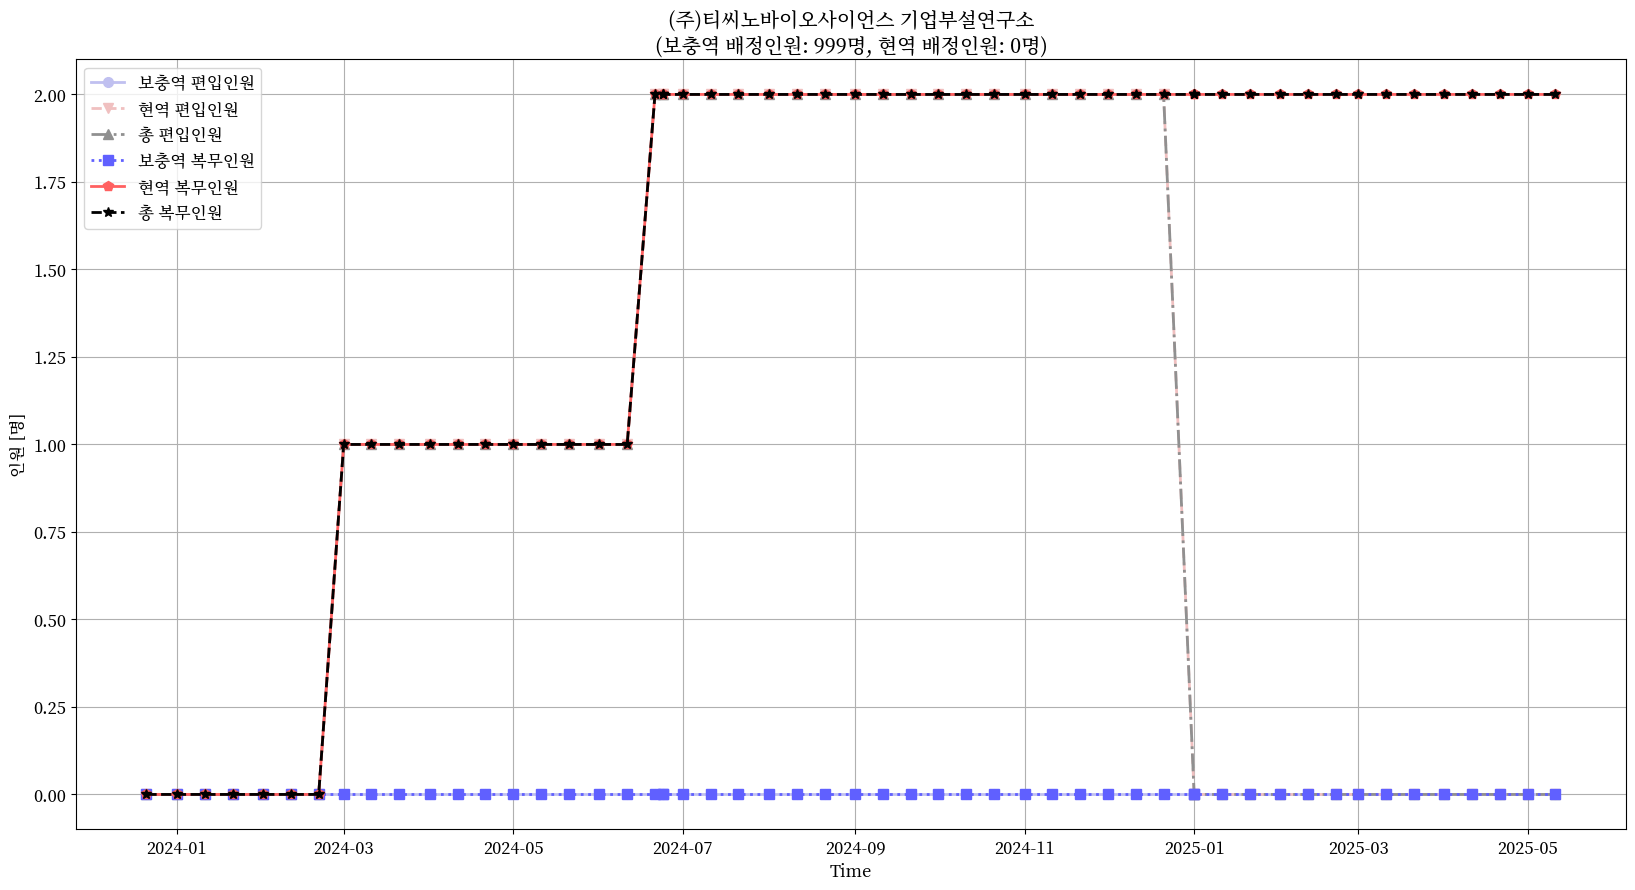 (주)티씨노바이오사이언스 기업부설연구소
(보충역 배정인원: 999명, 현역 배정인원: 0명)
보충역 편입인원
현역 편입인원
총 편입인원
보충역 복무인원
현역 복무인원
총 복무인원
인원 [명]
2.00
1.75
1.50
1.25
1.00
0.75
0.50
0.25
0.00
2024-01
2024-03
2024-05
2024-07
2024-09
2024-11
2025-01
2025-03
2025-05
Time